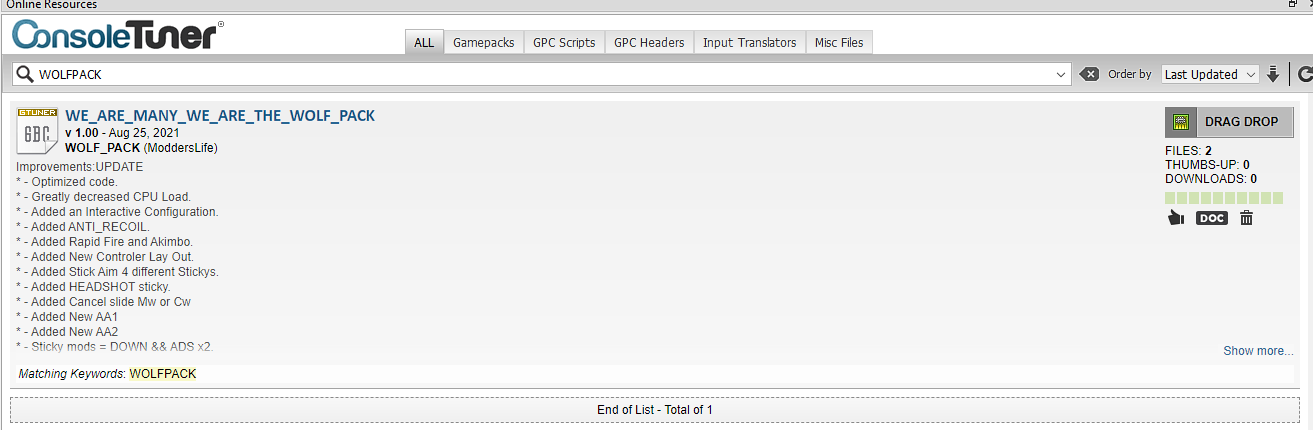 Online Resources
ConsoleTuner®
ALL Gamepacks GPC Scripts GPC Headers Input Translators Misc Files
WOLFPACK Order by Last Updated
GTUNER
GBC
WE_ARE_MANY_WE_ARE_THE_WOLF_PACK
v 1.00 - Aug 25, 2021
WOLF_PACK (ModdersLife)
Improvements:UPDATE
* - Optimized code.
* - Greatly decreased CPU Load.
* - Added an Interactive Configuration.
* - Added ANTI_RECOIL.
* - Added Rapid Fire and Akimbo.
* - Added New Controler Lay Out.
* - Added Stick Aim 4 different Stickys.
* - Added HEADSHOT sticky.
* - Added Cancel slide Mw or Cw
* - Added New AA1
* - Added New AA2
* - Sticky mods = DOWN && ADS x2.
DRAG DROP
FILES: 2
THUMBS-UP: 0
DOWNLOADS: 0
DOC
Show more...
Matching Keywords: WOLFPACK
End of List - Total of 1